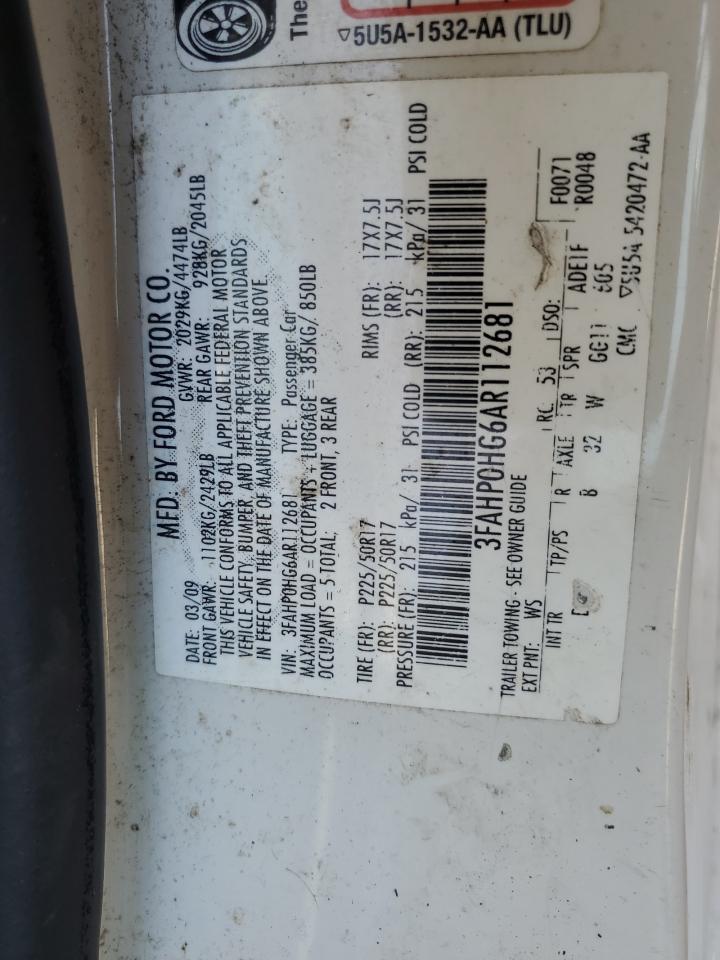 The
▽5U5A-1532-AA (TLU)
MFD. BY FORD MOTOR CO.
DATE: 03/09 GVWR: 2029KG/4474LB
FRONT GAWR: 1102KG/2429LB REAR GAWR: 928KG/2045LB
THIS VEHICLE CONFORMS TO ALL APPLICABLE FEDERAL MOTOR
VEHICLE SAFETY, BUMPER, AND THEFT PREVENTION STANDARDS
IN EFFECT ON THE DATE OF MANUFACTURE SHOWN ABOVE
VIN: 3FAHP0HG6AR112681 TYPE: Passenger Car
MAXIMUM LOAD = OCCUPANTS + LUGGAGE = 385KG/ 850LB
OCCUPANTS = 5 TOTAL; 2 FRONT, 3 REAR
TIRE (FR): P225/50R17 RIMS (FR): 17X7.5J
(RR): P225/50R17 (RR): 17X7.5J
PRESSURE (FR): 215 kPa/ 31 PSI COLD (RR): 215 kPa/ 31 PSI COLD
3FAHP0HG6AR112681
TRAILER TOWING - SEE OWNER GUIDE
EXT PNT: WS RC: 53 DSO: F0071
R0048
INT TR TP/PS R AXLE TR SPR ADE1F
B 32 W GG11 605
CMC ▽5U5A 5420472-AA